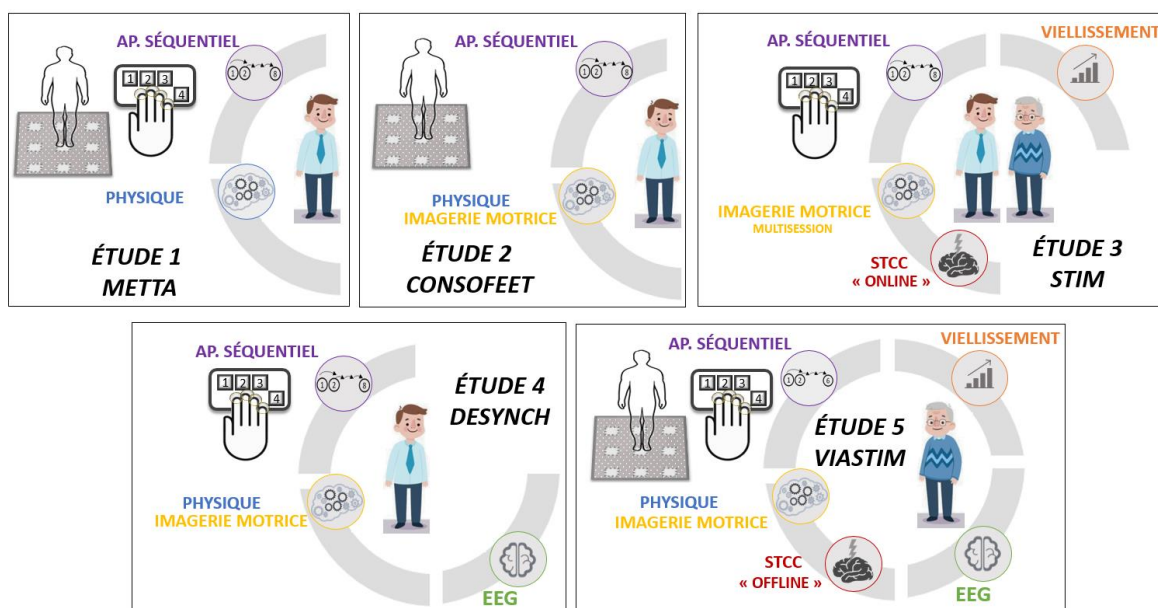 AP. SÉQUENTIEL
1 2 3
4
1 2 8
PHYSIQUE
ÉTUDE 1
METTA
AP. SÉQUENTIEL
1 2 8
PHYSIQUE
IMAGERIE MOTRICE
ÉTUDE 2
CONSOFEET
VIELLISSEMENT
AP. SÉQUENTIEL
1 2 3
4
1 2 8
IMAGERIE MOTRICE
MULTISESSION
STCC
« ONLINE »
ÉTUDE 3
STIM
AP. SÉQUENTIEL
1 2 3
4
1 2 8
ÉTUDE 4
DESYNCH
PHYSIQUE
IMAGERIE MOTRICE
EEG
VIELLISSEMENT
AP. SÉQUENTIEL
1 2 3
4
1 2 6
ÉTUDE 5
VIASTIM
PHYSIQUE
IMAGERIE MOTRICE
STCC
« OFFLINE »
EEG